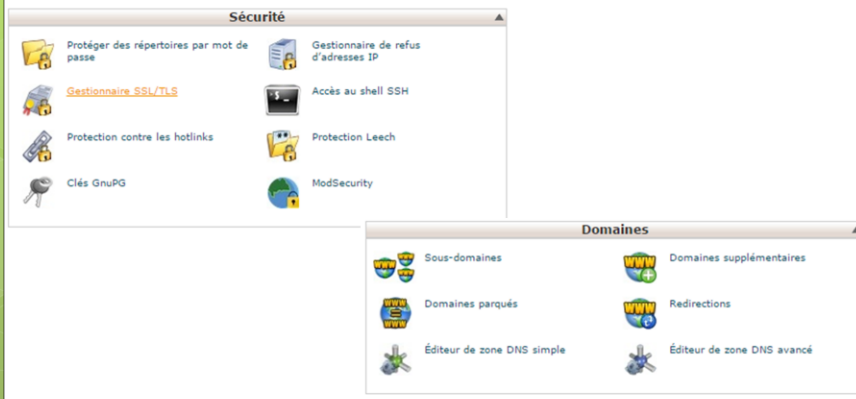 Sécurité
Protéger des répertoires par mot de
passe
Gestionnaire de refus
d'adresses IP
Gestionnaire SSL/TLS
Accès au shell SSH
Protection contre les hotlinks
Protection Leech
Clés GnuPG
ModSecurity
Domaines
Sous-domaines
Domaines supplémentaires
Domaines parqués
Redirections
Éditeur de zone DNS simple
Éditeur de zone DNS avancé